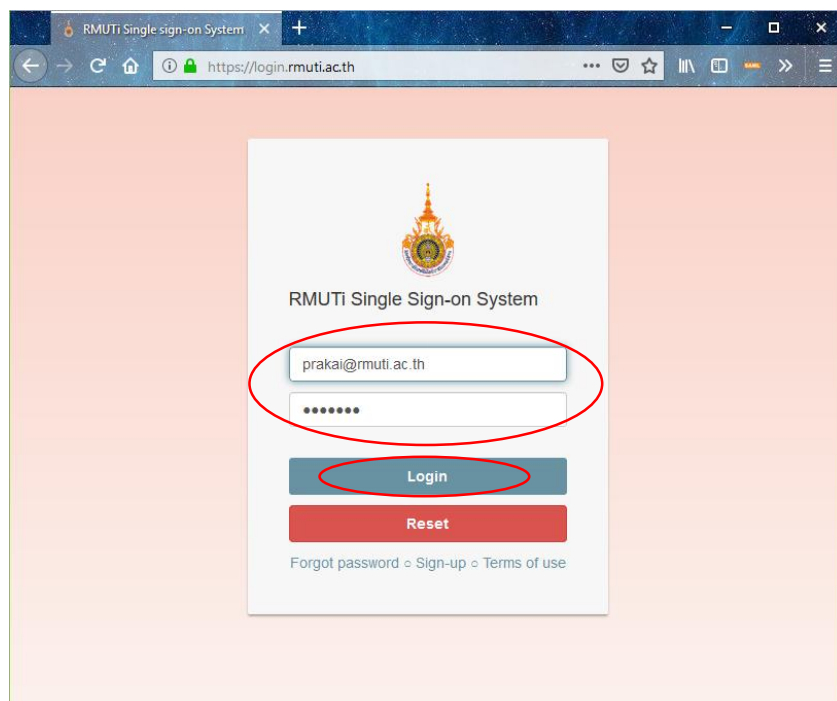 RMUTi Single sign-on System
https://login.rmuti.ac.th
RMUTi Single Sign-on System
prakai@rmuti.ac.th
•••••••
Login
Reset
Forgot password ○ Sign-up ○ Terms of use